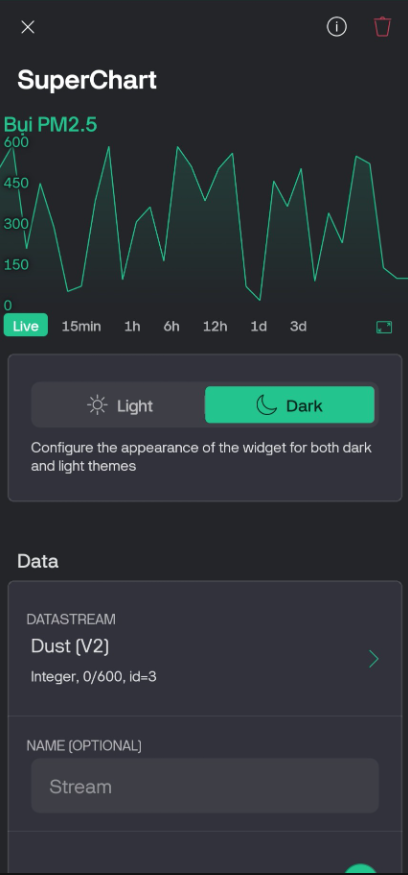 SuperChart
Bụi PM2.5
600
450
300
150
0
Live 15min 1h 6h 12h 1d 3d
Light Dark
Configure the appearance of the widget for both dark
and light themes
Data
DATASTREAM
Dust (V2)
Integer, 0/600, id=3
NAME (OPTIONAL)
Stream